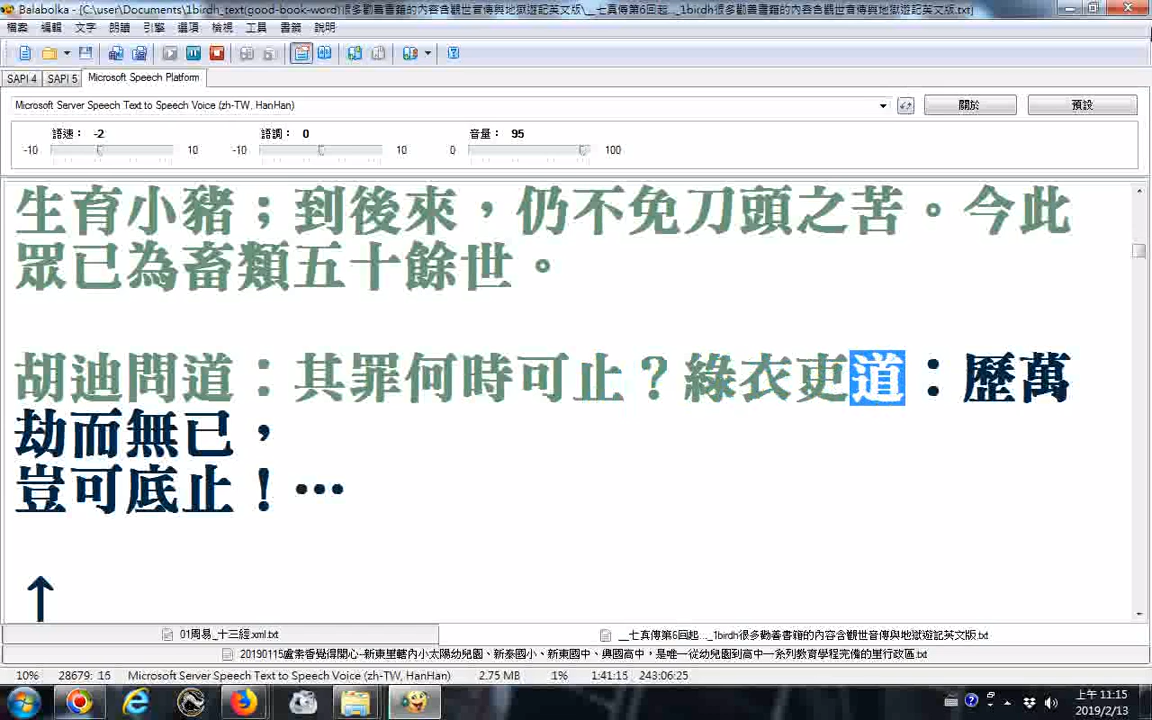 Balabolka - [C:\user\Documents\1birdh_text(good-book-word)很多勸善書籍的內容含觀世音傳與地獄遊記英文版\__七真傳第6回起..._1birdh很多勸善書籍的內容含觀世音傳與地獄遊記英文版.txt]
檔案 編輯 文字 朗讀 引擎 選項 檢視 工具 書籤 說明
SAPI 4 SAPI 5 Microsoft Speech Platform
Microsoft Server Speech Text to Speech Voice (zh-TW, HanHan) 關於 預設
語速： -2 語調： 0 音量： 95
-10 10 -10 10 0 100
生育小豬；到後來，仍不免刀頭之苦。今此
眾已為畜類五十餘世。
胡迪問道：其罪何時可止？綠衣吏道：歷萬
劫而無已，
豈可底止！…
↑
01周易_十三經.xml.txt __七真傳第6回起..._1birdh很多勸善書籍的內容含觀世音傳與地獄遊記英文版.txt
20190115盧素香覺得開心-新東里轄內小太陽幼兒園、新泰國小、新東國中、興國高中，是唯一從幼兒園到高中一系列教育學程完備的里行政區.txt
10% 28679: 15 Microsoft Server Speech Text to Speech Voice (zh-TW, HanHan) 2.75 MB 1% 1:41:15 243:06:25
上午 11:15
2019/2/13